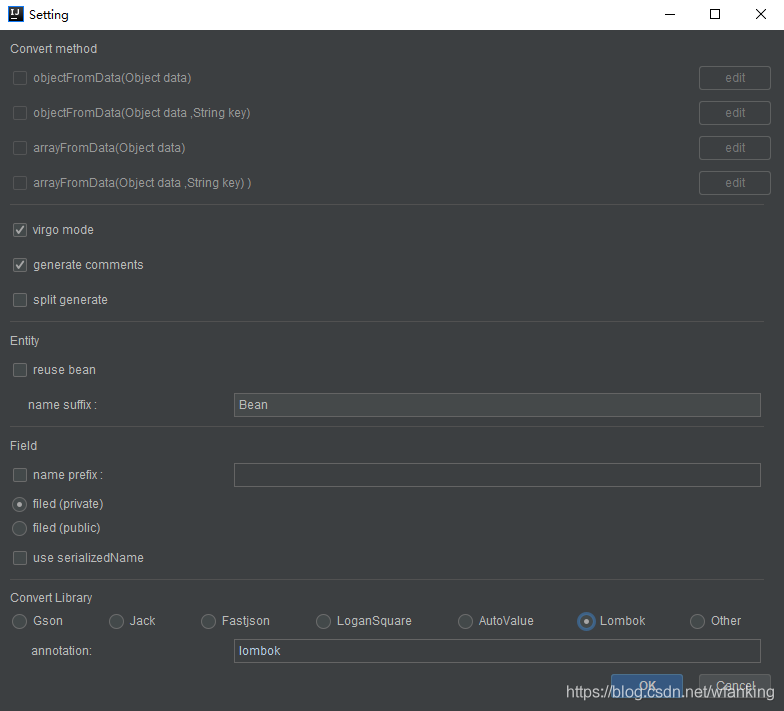 IJ Setting
Convert method
objectFromData(Object data) edit
objectFromData(Object data ,String key) edit
arrayFromData(Object data) edit
arrayFromData(Object data ,String key) ) edit
virgo mode
generate comments
split generate
Entity
reuse bean
name suffix : Bean
Field
name prefix :
filed (private)
filed (public)
use serializedName
Convert Library
Gson Jack Fastjson LoganSquare AutoValue Lombok Other
annotation: lombok
OK Cancel
https://blog.csdn.net/wfanking